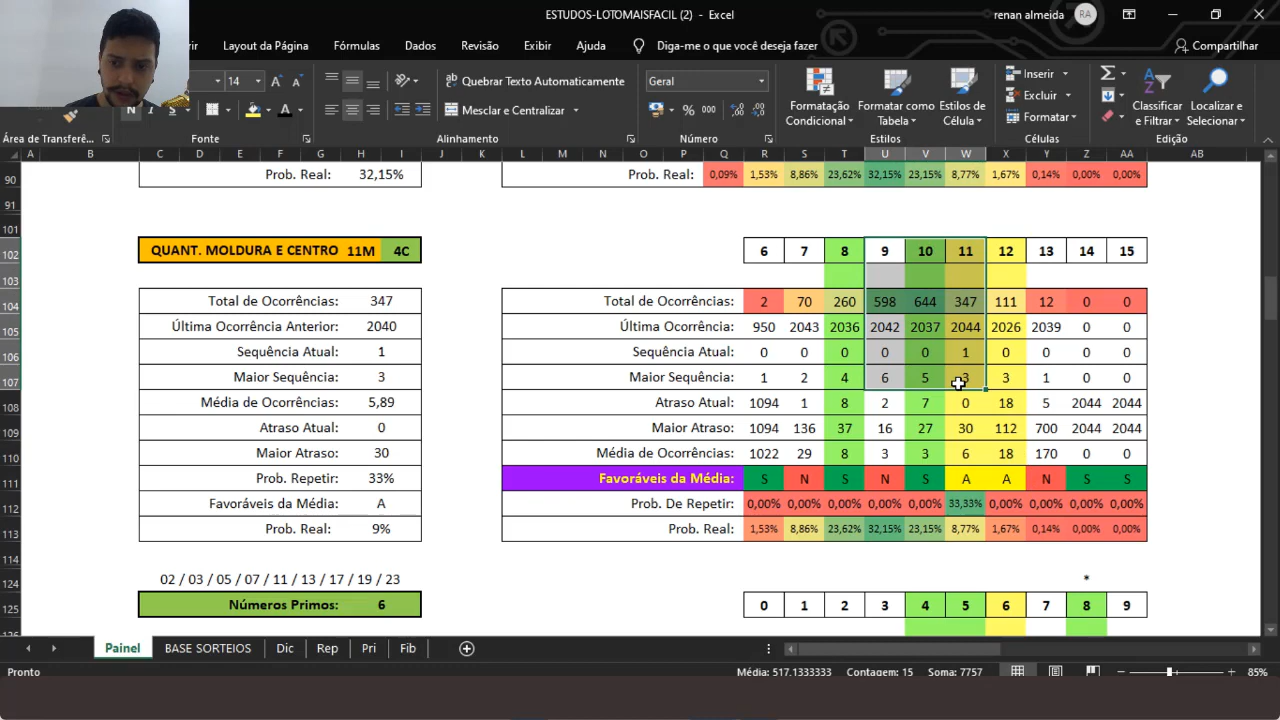 ESTUDOS-LOTOMAISFACIL (2) - Excel
renan almeida
RA
Layout da Página Fórmulas Dados Revisão Exibir Ajuda Diga-me o que você deseja fazer Compartilhar
14 Quebrar Texto Automaticamente Geral
N I S Mesclar e Centralizar % 000
Formatação Condicional
Formatar como Tabela
Estilos de Célula
Inserir
Excluir
Formatar
Classificar e Filtrar
Localizar e Selecionar
Área de Transferê... Fonte Alinhamento Número Estilos Células Edição
A B C D E F G H I J K L M N O P Q R S T U V W X Y Z AA AB
90 Prob. Real: 32,15% Prob. Real: 0,09% 1,53% 8,86% 23,62% 32,15% 23,15% 8,77% 1,67% 0,14% 0,00% 0,00%
91
101
102 QUANT. MOLDURA E CENTRO 11M 4C 6 7 8 9 10 11 12 13 14 15
103
104 Total de Ocorrências: 347 Total de Ocorrências: 2 70 260 598 644 347 111 12 0 0
105 Última Ocorrência Anterior: 2040 Última Ocorrência: 950 2043 2036 2042 2037 2044 2026 2039 0 0
106 Sequência Atual: 1 Sequência Atual: 0 0 0 0 0 1 0 0 0 0
107 Maior Sequência: 3 Maior Sequência: 1 2 4 6 5 3 3 1 0 0
108 Média de Ocorrências: 5,89 Atraso Atual: 1094 1 8 2 7 0 18 5 2044 2044
109 Atraso Atual: 0 Maior Atraso: 1094 136 37 16 27 30 112 700 2044 2044
110 Maior Atraso: 30 Média de Ocorrências: 1022 29 8 3 3 6 18 170 0 0
111 Prob. Repetir: 33% Favoráveis da Média: S N S N S A A N S S
112 Favoráveis da Média: A Prob. De Repetir: 0,00% 0,00% 0,00% 0,00% 0,00% 33,33% 0,00% 0,00% 0,00% 0,00%
113 Prob. Real: 9% Prob. Real: 1,53% 8,86% 23,62% 32,15% 23,15% 8,77% 1,67% 0,14% 0,00% 0,00%
114
124 02 / 03 / 05 / 07 / 11 / 13 / 17 / 19 / 23 *
125 Números Primos: 6 0 1 2 3 4 5 6 7 8 9
Painel BASE SORTEIOS Dic Rep Pri Fib
Pronto Média: 517.1333333 Contagem: 15 Soma: 7757 85%